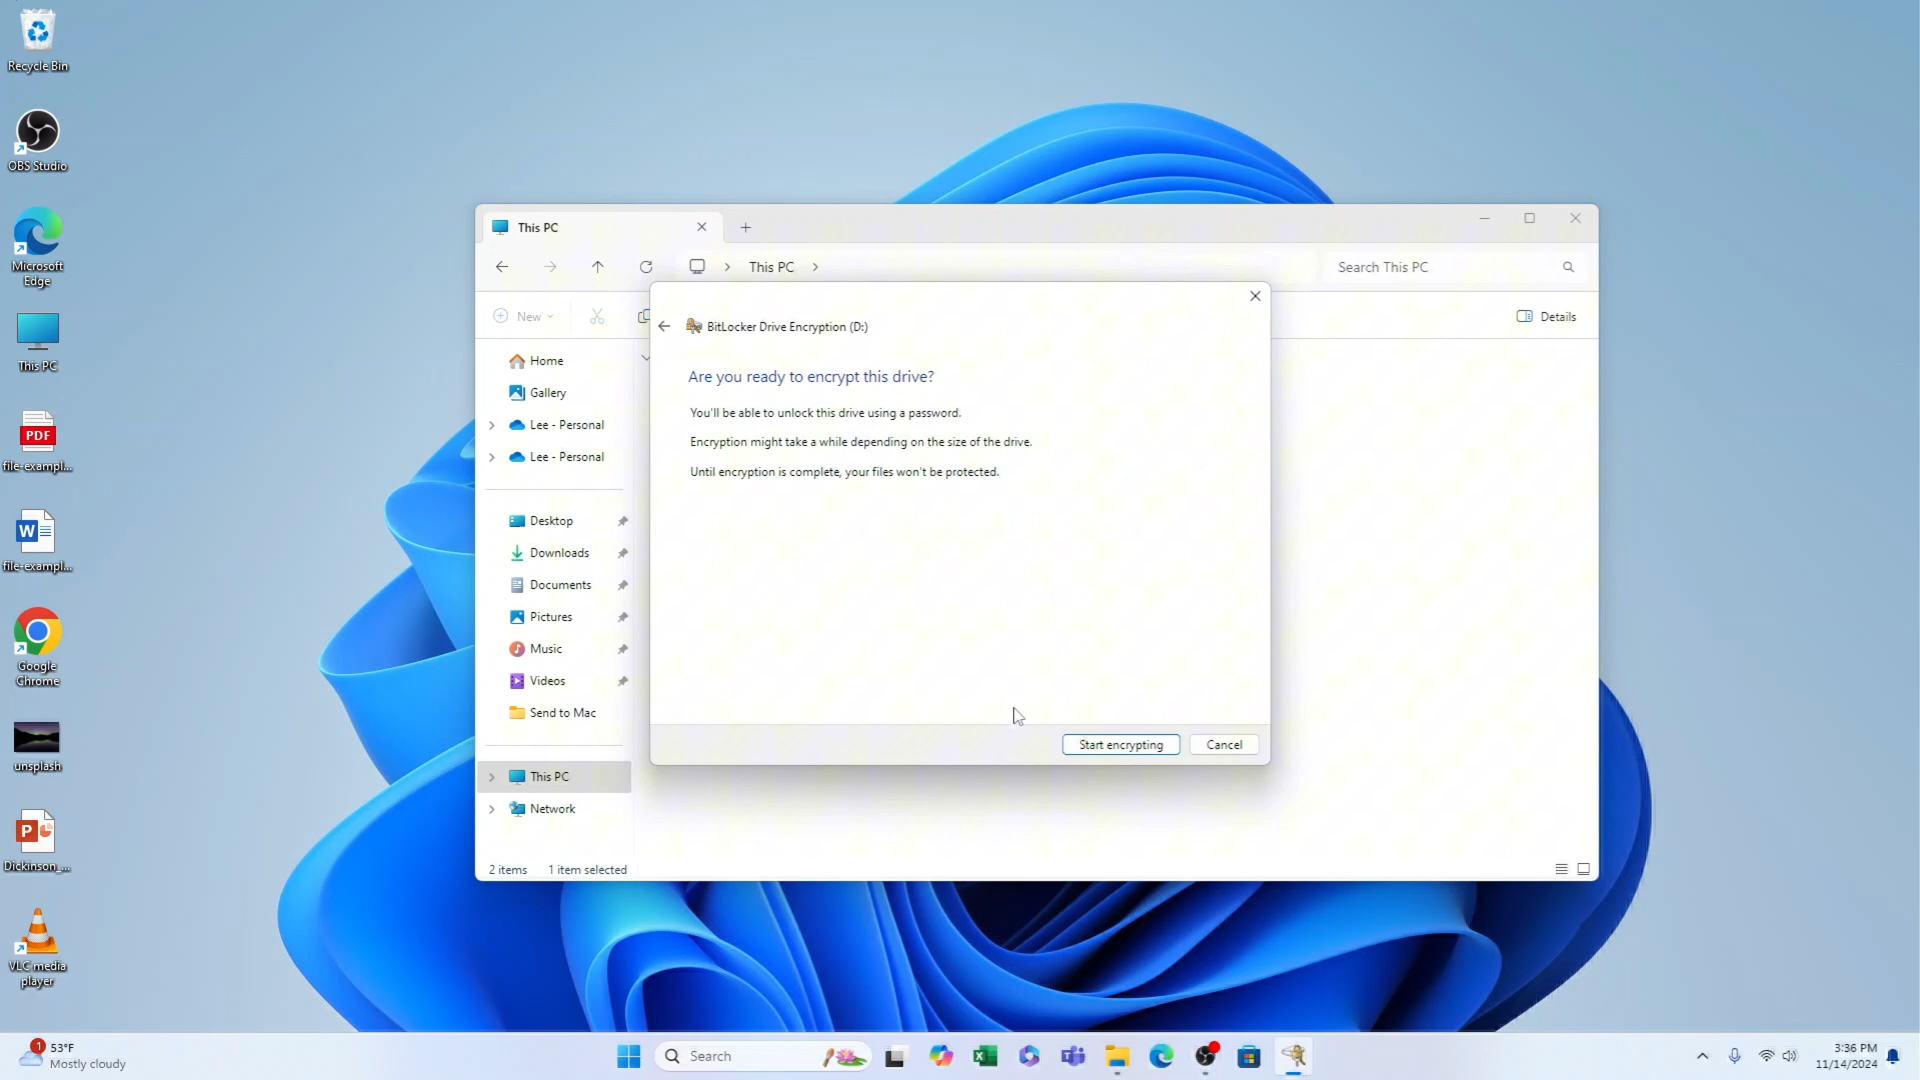 Recycle Bin
OBS Studio
Microsoft
Edge
This PC
PDF
file-exampl...
W
file-exampl...
Google
Chrome
unsplash
P
Dickinson_...
VLC media
player
This PC
This PC
Search This PC
New
Details
Home
Gallery
Lee - Personal
Lee - Personal
Desktop
Downloads
Documents
Pictures
Music
Videos
Send to Mac
This PC
Network
2 items 1 item selected
BitLocker Drive Encryption (D:)
Are you ready to encrypt this drive?
You'll be able to unlock this drive using a password.
Encryption might take a while depending on the size of the drive.
Until encryption is complete, your files won't be protected.
Start encrypting Cancel
1
53°F
Mostly cloudy
Search
3:36 PM
11/14/2024